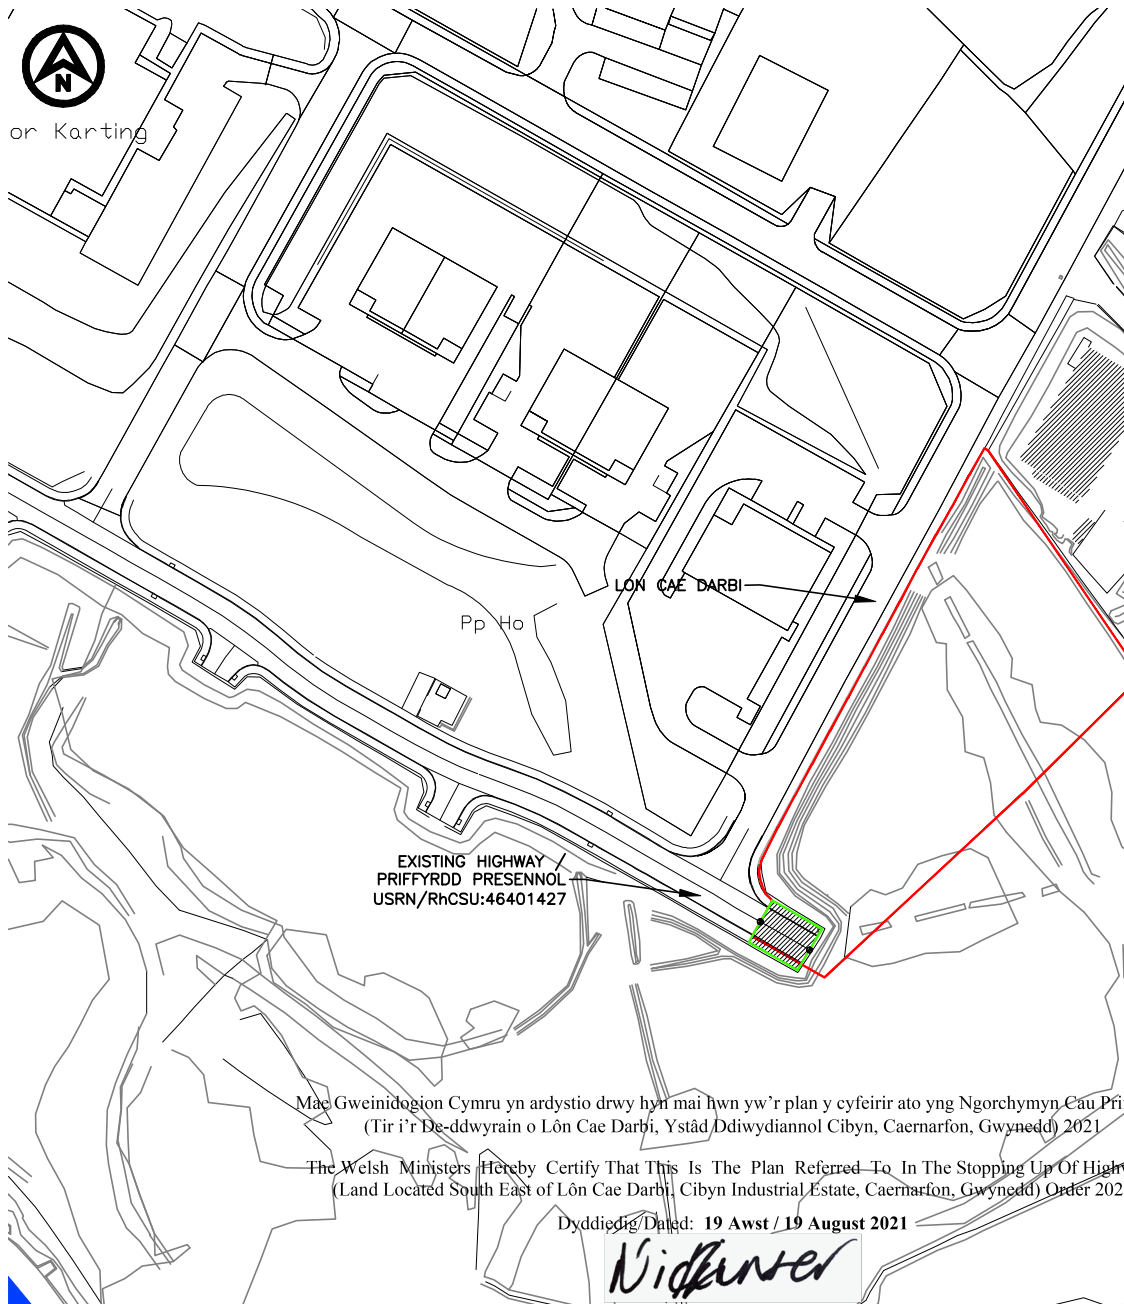 N
or Karting
LON CAE DARBI
Pp Ho
EXISTING HIGHWAY /
PRIFFYRDD PRESENNOL
USRN/RhCSU:46401427
Mae Gweinidogion Cymru yn ardystio drwy hyn mai hwn yw'r plan y cyfeirir ato yng Ngorchymyn Cau Pri
(Tir i'r De-ddwyrain o Lôn Cae Darbi, Ystâd Ddiwydiannol Cibyn, Caernarfon, Gwynedd) 2021
The Welsh Ministers Hereby Certify That This Is The Plan Referred To In The Stopping Up Of High
(Land Located South East of Lôn Cae Darbi, Cibyn Industrial Estate, Caernarfon, Gwynedd) Order 202
Dyddiedig/Dated: 19 Awst / 19 August 2021